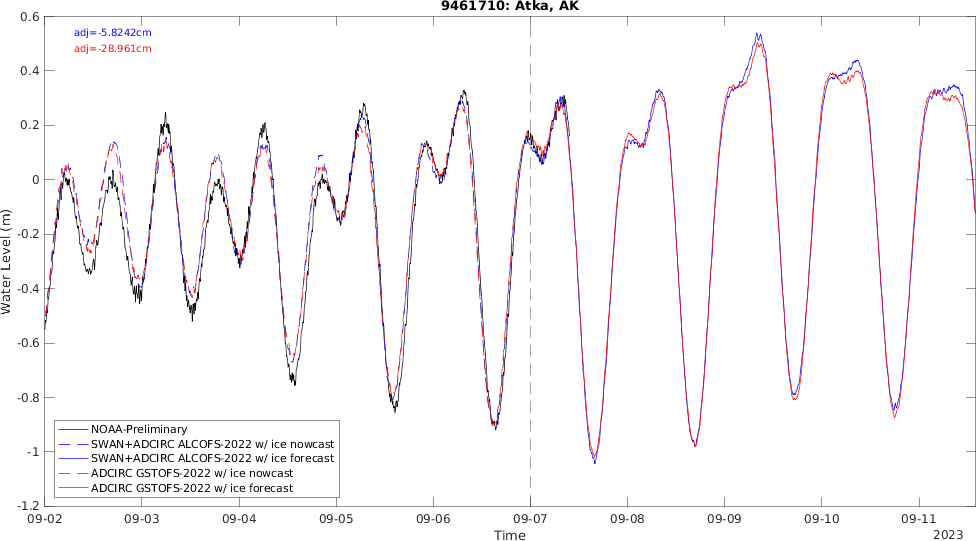 9461710: Atka, AK
adj=-5.8242cm
adj=-28.961cm
0.6
0.4
0.2
0
-0.2
-0.4
-0.6
-0.8
-1
-1.2
Water Level (m)
NOAA-Preliminary
SWAN+ADCIRC ALCOFS-2022 w/ ice nowcast
SWAN+ADCIRC ALCOFS-2022 w/ ice forecast
ADCIRC GSTOFS-2022 w/ ice nowcast
ADCIRC GSTOFS-2022 w/ ice forecast
09-02 09-03 09-04 09-05 09-06 09-07 09-08 09-09 09-10 09-11
Time
2023